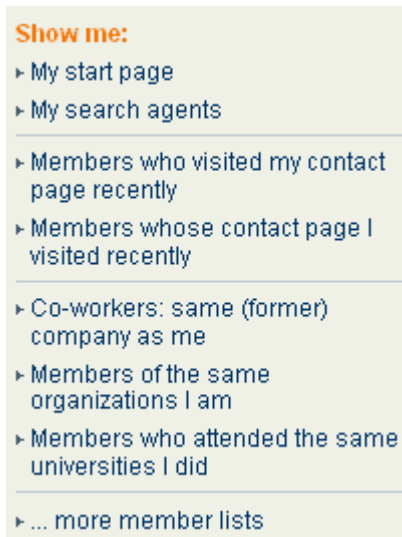 Show me:
My start page
My search agents
Members who visited my contact
page recently
Members whose contact page I
visited recently
Co-workers: same (former)
company as me
Members of the same
organizations I am
Members who attended the same
universities I did
... more member lists